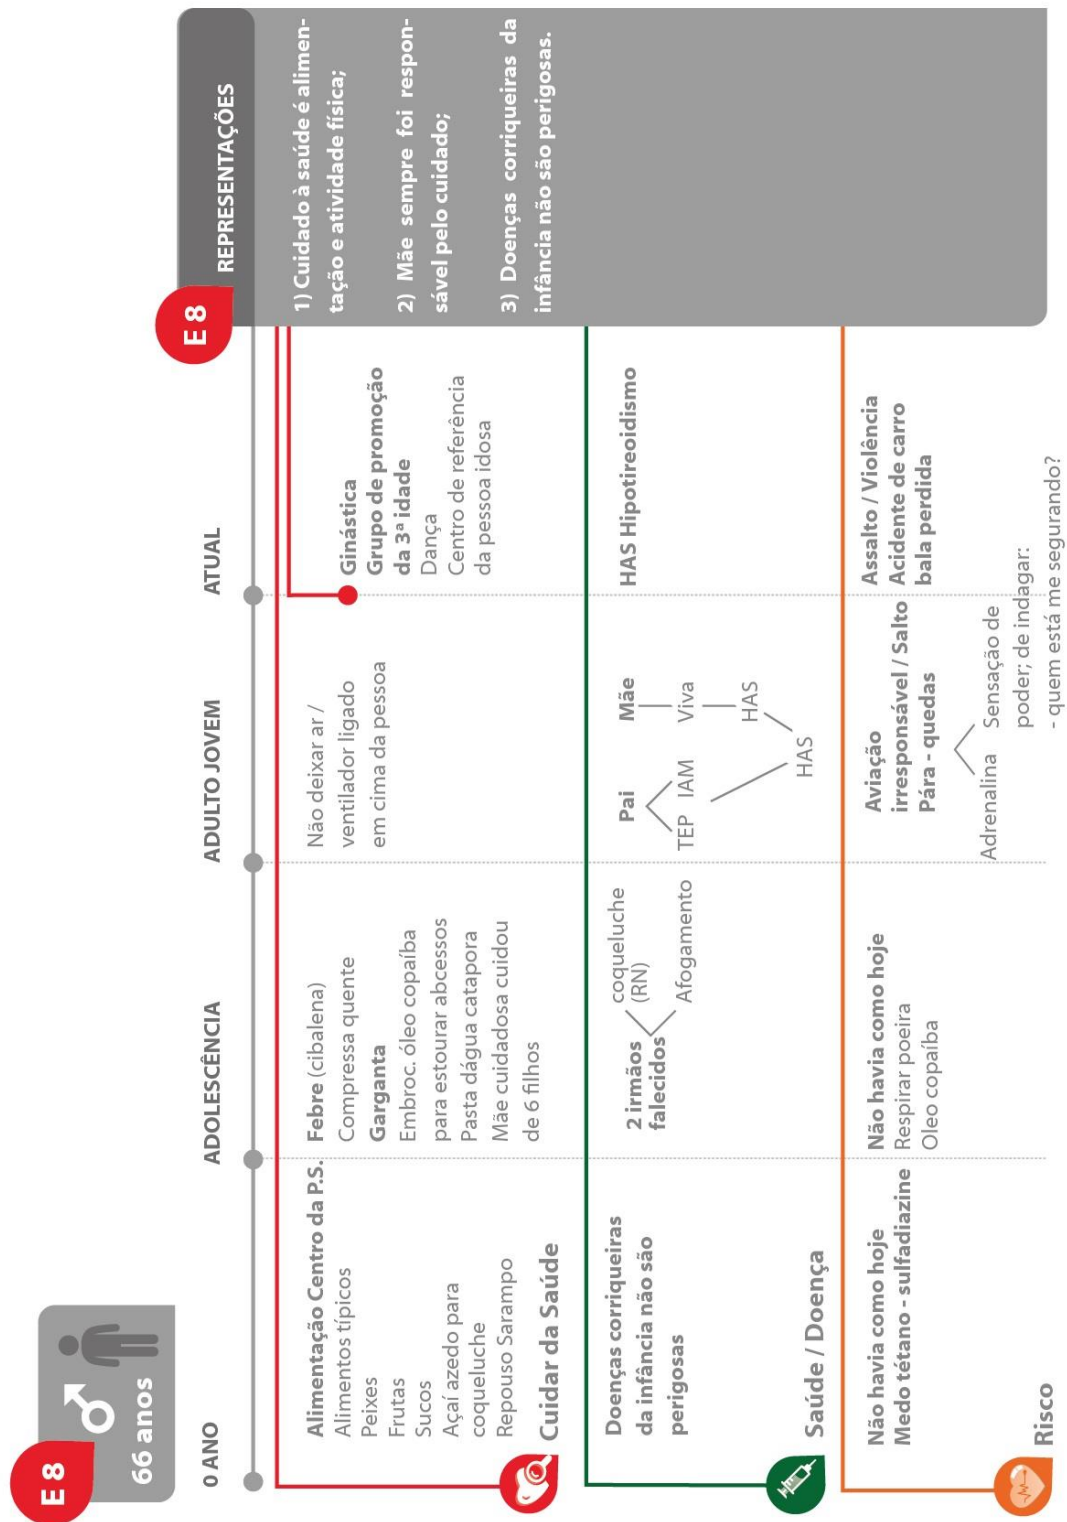 E 8
66 anos
0 ANO
ADOLESCÊNCIA
ADULTO JOVEM
ATUAL
E 8
REPRESENTAÇÕES
Alimentação Centro da P.S.
Alimentos típicos
Peixes
Frutas
Sucos
Açaí azedo para
coqueluche
Repouso Sarampo
Cuidar da Saúde
Febre (cibalena)
Compressa quente
Garganta
Embroc. óleo copaíba
para estourar abcessos
Pasta dágua catapora
Mãe cuidadosa cuidou
de 6 filhos
Não deixar ar /
ventilador ligado
em cima da pessoa
Ginástica
Grupo de promoção
da 3ª idade
Dança
Centro de referência
da pessoa idosa
Doenças corriqueiras
da infância não são
perigosas
Saúde / Doença
2 irmãos
falecidos
coqueluche
(RN)
Afogamento
Pai
TEP IAM
Mãe
Viva
HAS
HAS
HAS Hipotireoidismo
Não havia como hoje
Medo tétano - sulfadiazine
Risco
Não havia como hoje
Respirar poeira
Oleo copaíba
Aviação
irresponsável / Salto
Pára - quedas
Adrenalina
Sensação de
poder; de indagar:
- quem está me segurando?
Assalto / Violência
Acidente de carro
bala perdida
1) Cuidado à saúde é alimen-
tação e atividade física;
2) Mãe sempre foi respon-
sável pelo cuidado;
3) Doenças corriqueiras da
infância não são perigosas.